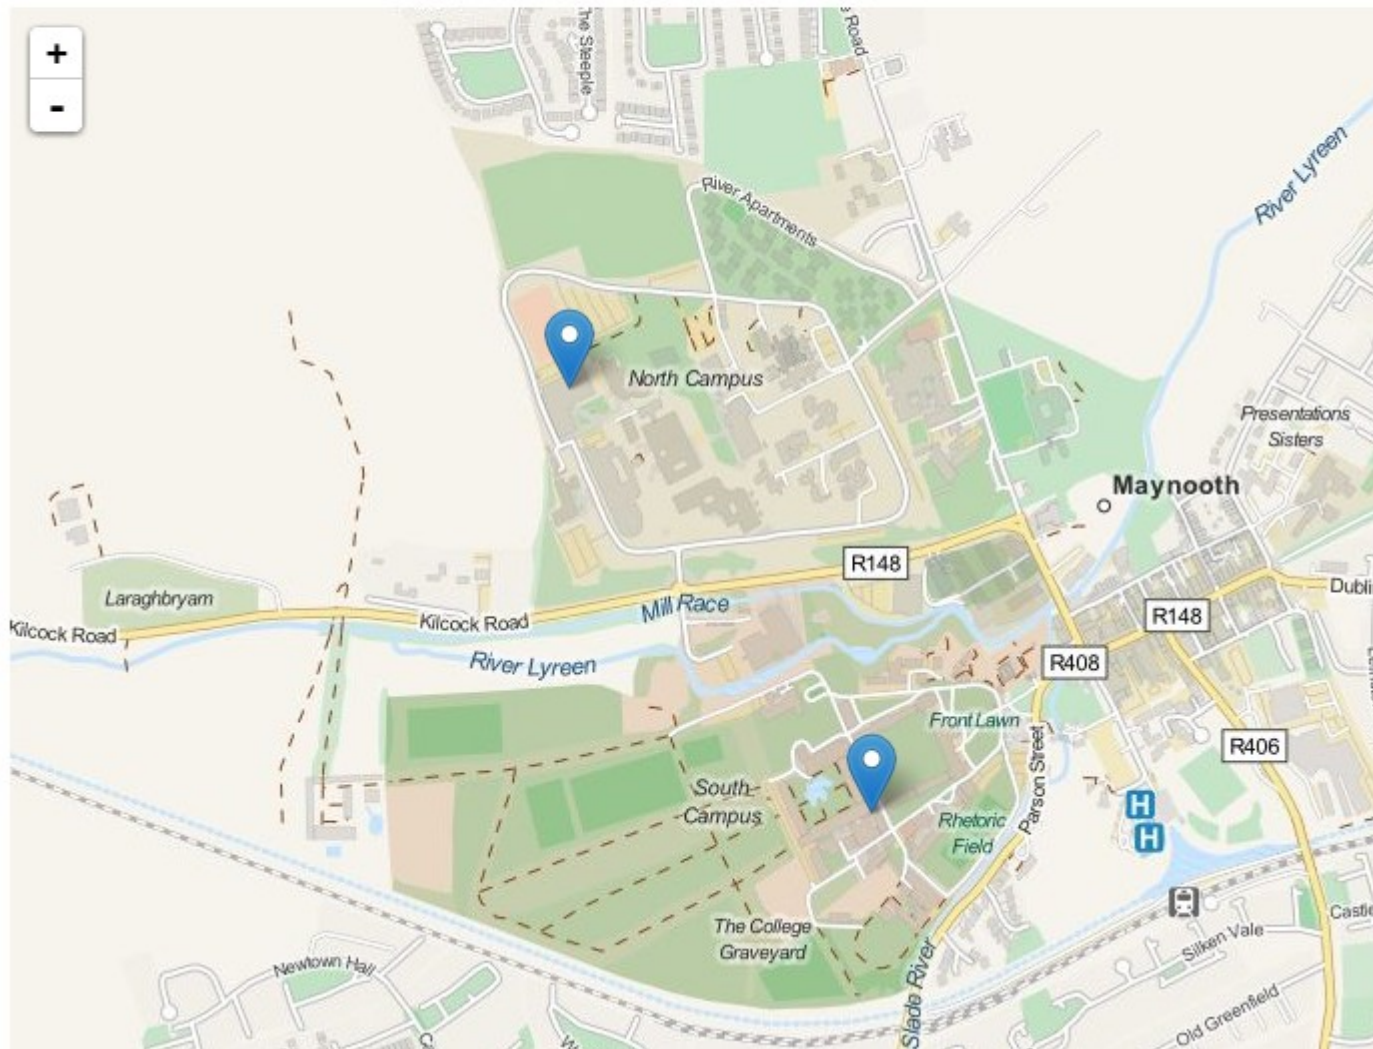 +
-
The Steeple
e Road
River Lyreen
River Apartments
North Campus
Presentations
Sisters
Maynooth
R148
Laraghbryam
Kilcock Road
Kilcock Road
Mill Race
R148
Dublin
River Lyreen
R408
Front Lawn
Parson Street
R406
South
Campus
H
H
Rhetoric
Field
The College
Graveyard
Slade River
Silken Vale
Castle
Newtown Hall
Old Greenfield